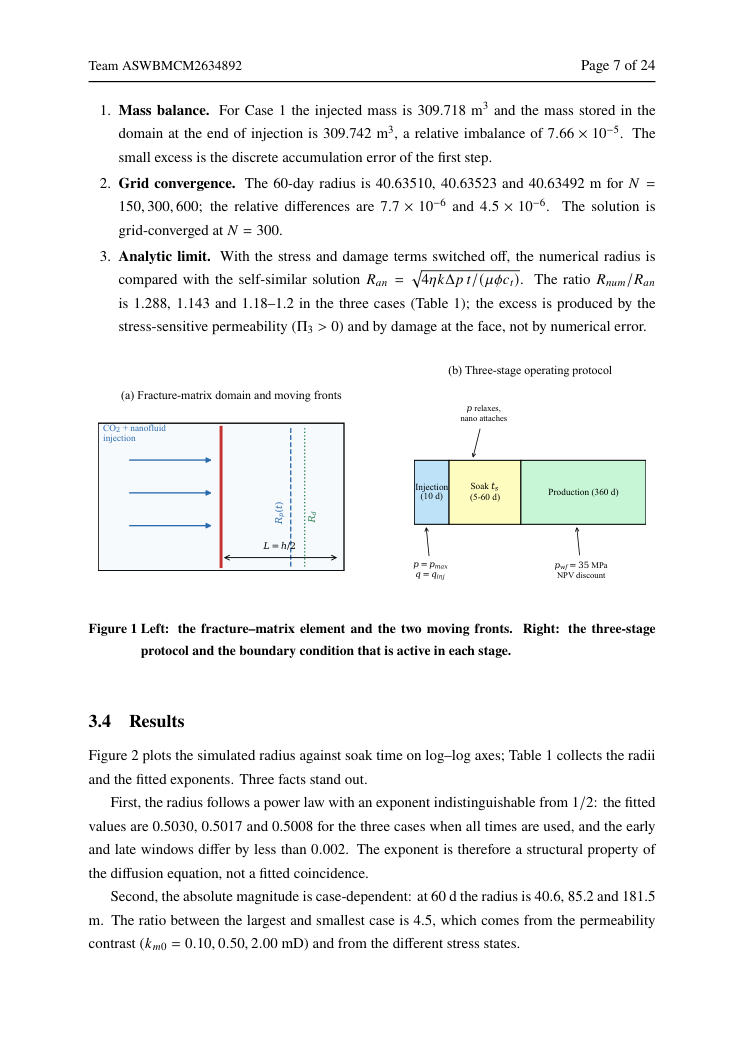 Team ASWBMCM2634892 Page 7 of 24
1. Mass balance. For Case 1 the injected mass is 309.718 m³ and the mass stored in the
domain at the end of injection is 309.742 m³, a relative imbalance of 7.66 × 10⁻⁵. The
small excess is the discrete accumulation error of the first step.
2. Grid convergence. The 60-day radius is 40.63510, 40.63523 and 40.63492 m for N =
150, 300, 600; the relative differences are 7.7 × 10⁻⁶ and 4.5 × 10⁻⁶. The solution is
grid-converged at N = 300.
3. Analytic limit. With the stress and damage terms switched off, the numerical radius is
compared with the self-similar solution R_an = √(4ηkΔp t/(μϕc_t)). The ratio R_num/R_an
is 1.288, 1.143 and 1.18–1.2 in the three cases (Table 1); the excess is produced by the
stress-sensitive permeability (Π₃ > 0) and by damage at the face, not by numerical error.
(a) Fracture-matrix domain and moving fronts
CO₂ + nanofluid
injection
R_p(t)
R_d
L = h/2
(b) Three-stage operating protocol
p relaxes,
nano attaches
Injection
(10 d)
Soak t_s
(5-60 d)
Production (360 d)
p = p_max
q = q_inj
p_wf = 35 MPa
NPV discount
Figure 1 Left: the fracture–matrix element and the two moving fronts. Right: the three-stage
protocol and the boundary condition that is active in each stage.
3.4 Results
Figure 2 plots the simulated radius against soak time on log–log axes; Table 1 collects the radii
and the fitted exponents. Three facts stand out.
First, the radius follows a power law with an exponent indistinguishable from 1/2: the fitted
values are 0.5030, 0.5017 and 0.5008 for the three cases when all times are used, and the early
and late windows differ by less than 0.002. The exponent is therefore a structural property of
the diffusion equation, not a fitted coincidence.
Second, the absolute magnitude is case-dependent: at 60 d the radius is 40.6, 85.2 and 181.5
m. The ratio between the largest and smallest case is 4.5, which comes from the permeability
contrast (k_m0 = 0.10, 0.50, 2.00 mD) and from the different stress states.